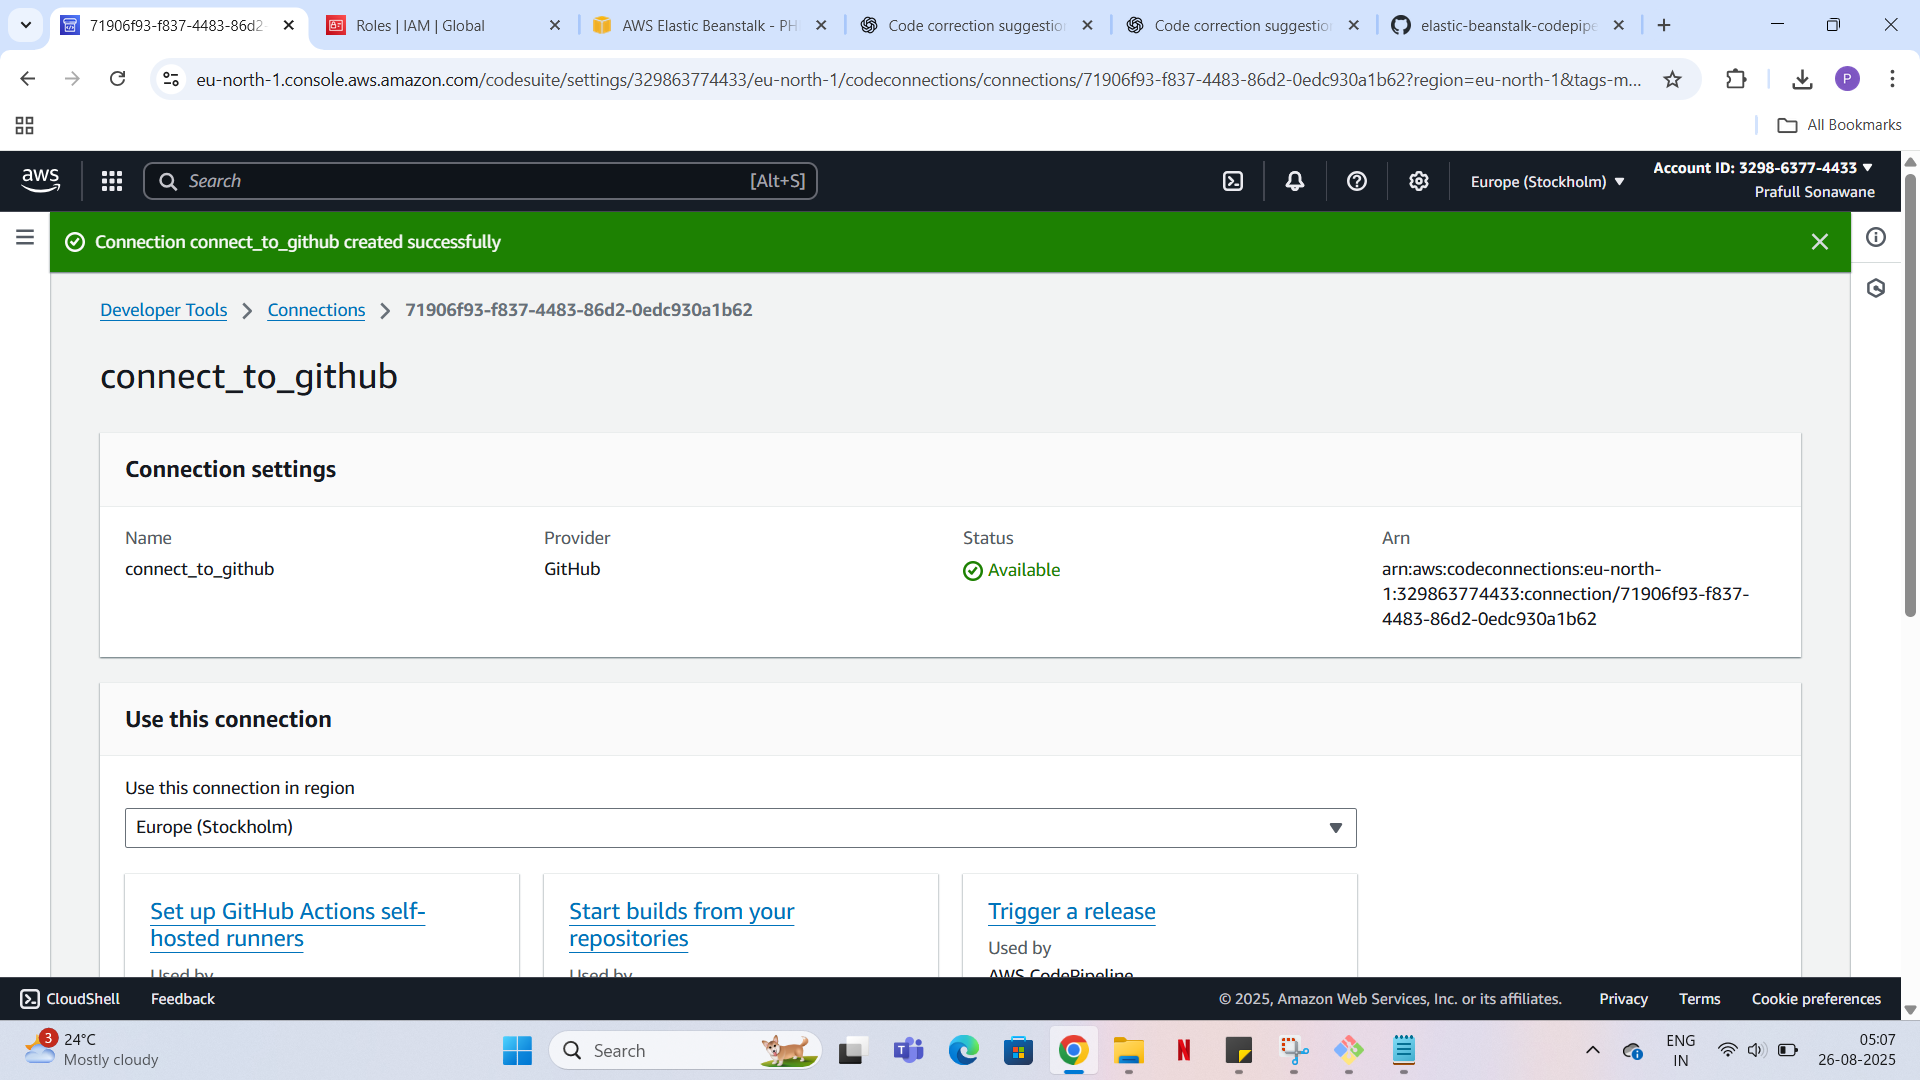 71906f93-f837-4483-86d2-
Roles | IAM | Global
AWS Elastic Beanstalk - PH
Code correction suggestion
Code correction suggestion
elastic-beanstalk-codepipe
eu-north-1.console.aws.amazon.com/codesuite/settings/329863774433/eu-north-1/codeconnections/connections/71906f93-f837-4483-86d2-0edc930a1b62?region=eu-north-1&tags-m...
P
All Bookmarks
aws
Search
[Alt+S]
Europe (Stockholm)
Account ID: 3298-6377-4433
Prafull Sonawane
Connection connect_to_github created successfully
Developer Tools
Connections
71906f93-f837-4483-86d2-0edc930a1b62
connect_to_github
Connection settings
Name
connect_to_github
Provider
GitHub
Status
Available
Arn
arn:aws:codeconnections:eu-north-
1:329863774433:connection/71906f93-f837-
4483-86d2-0edc930a1b62
Use this connection
Use this connection in region
Europe (Stockholm)
Set up GitHub Actions self-
hosted runners
Used by
Start builds from your
repositories
Used by
Trigger a release
Used by
AWS CodePipeline
CloudShell
Feedback
© 2025, Amazon Web Services, Inc. or its affiliates.
Privacy
Terms
Cookie preferences
3
24°C
Mostly cloudy
Search
N
ENG
IN
05:07
26-08-2025